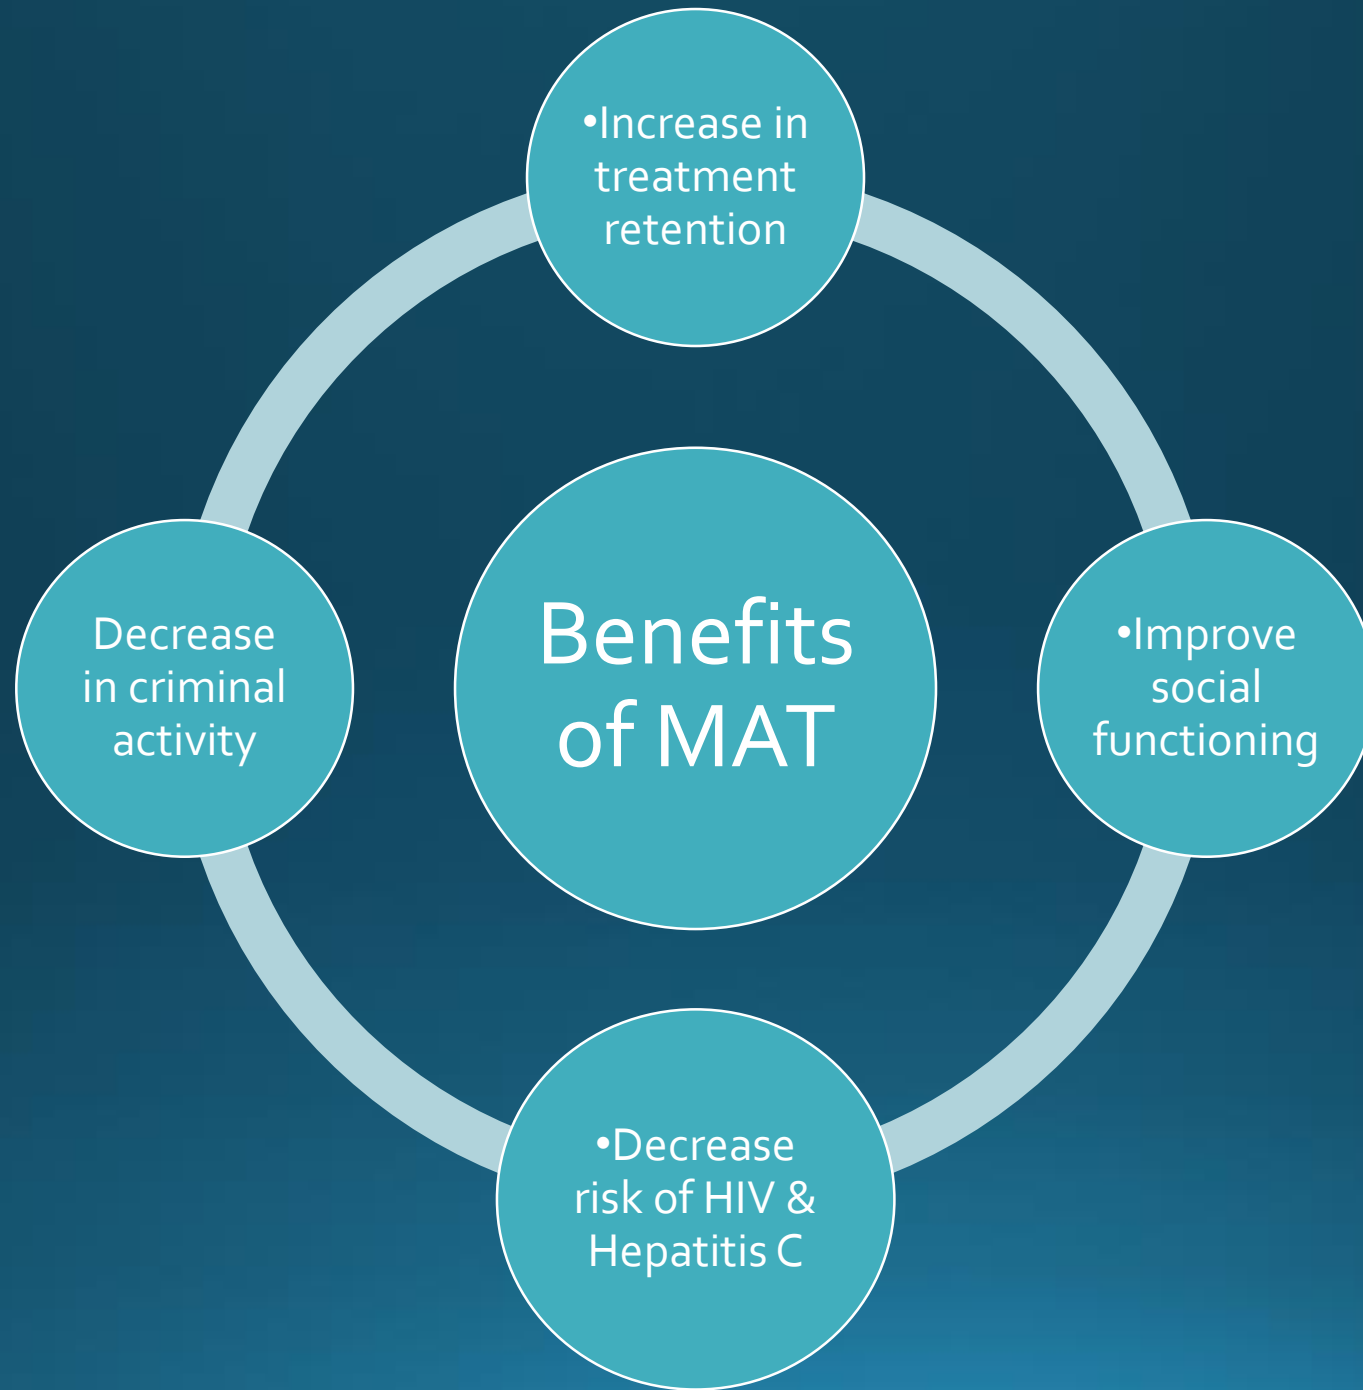 •Increase in
treatment
retention
Benefits
of MAT
Decrease
in criminal
activity
•Improve
social
functioning
•Decrease
risk of HIV &
Hepatitis C